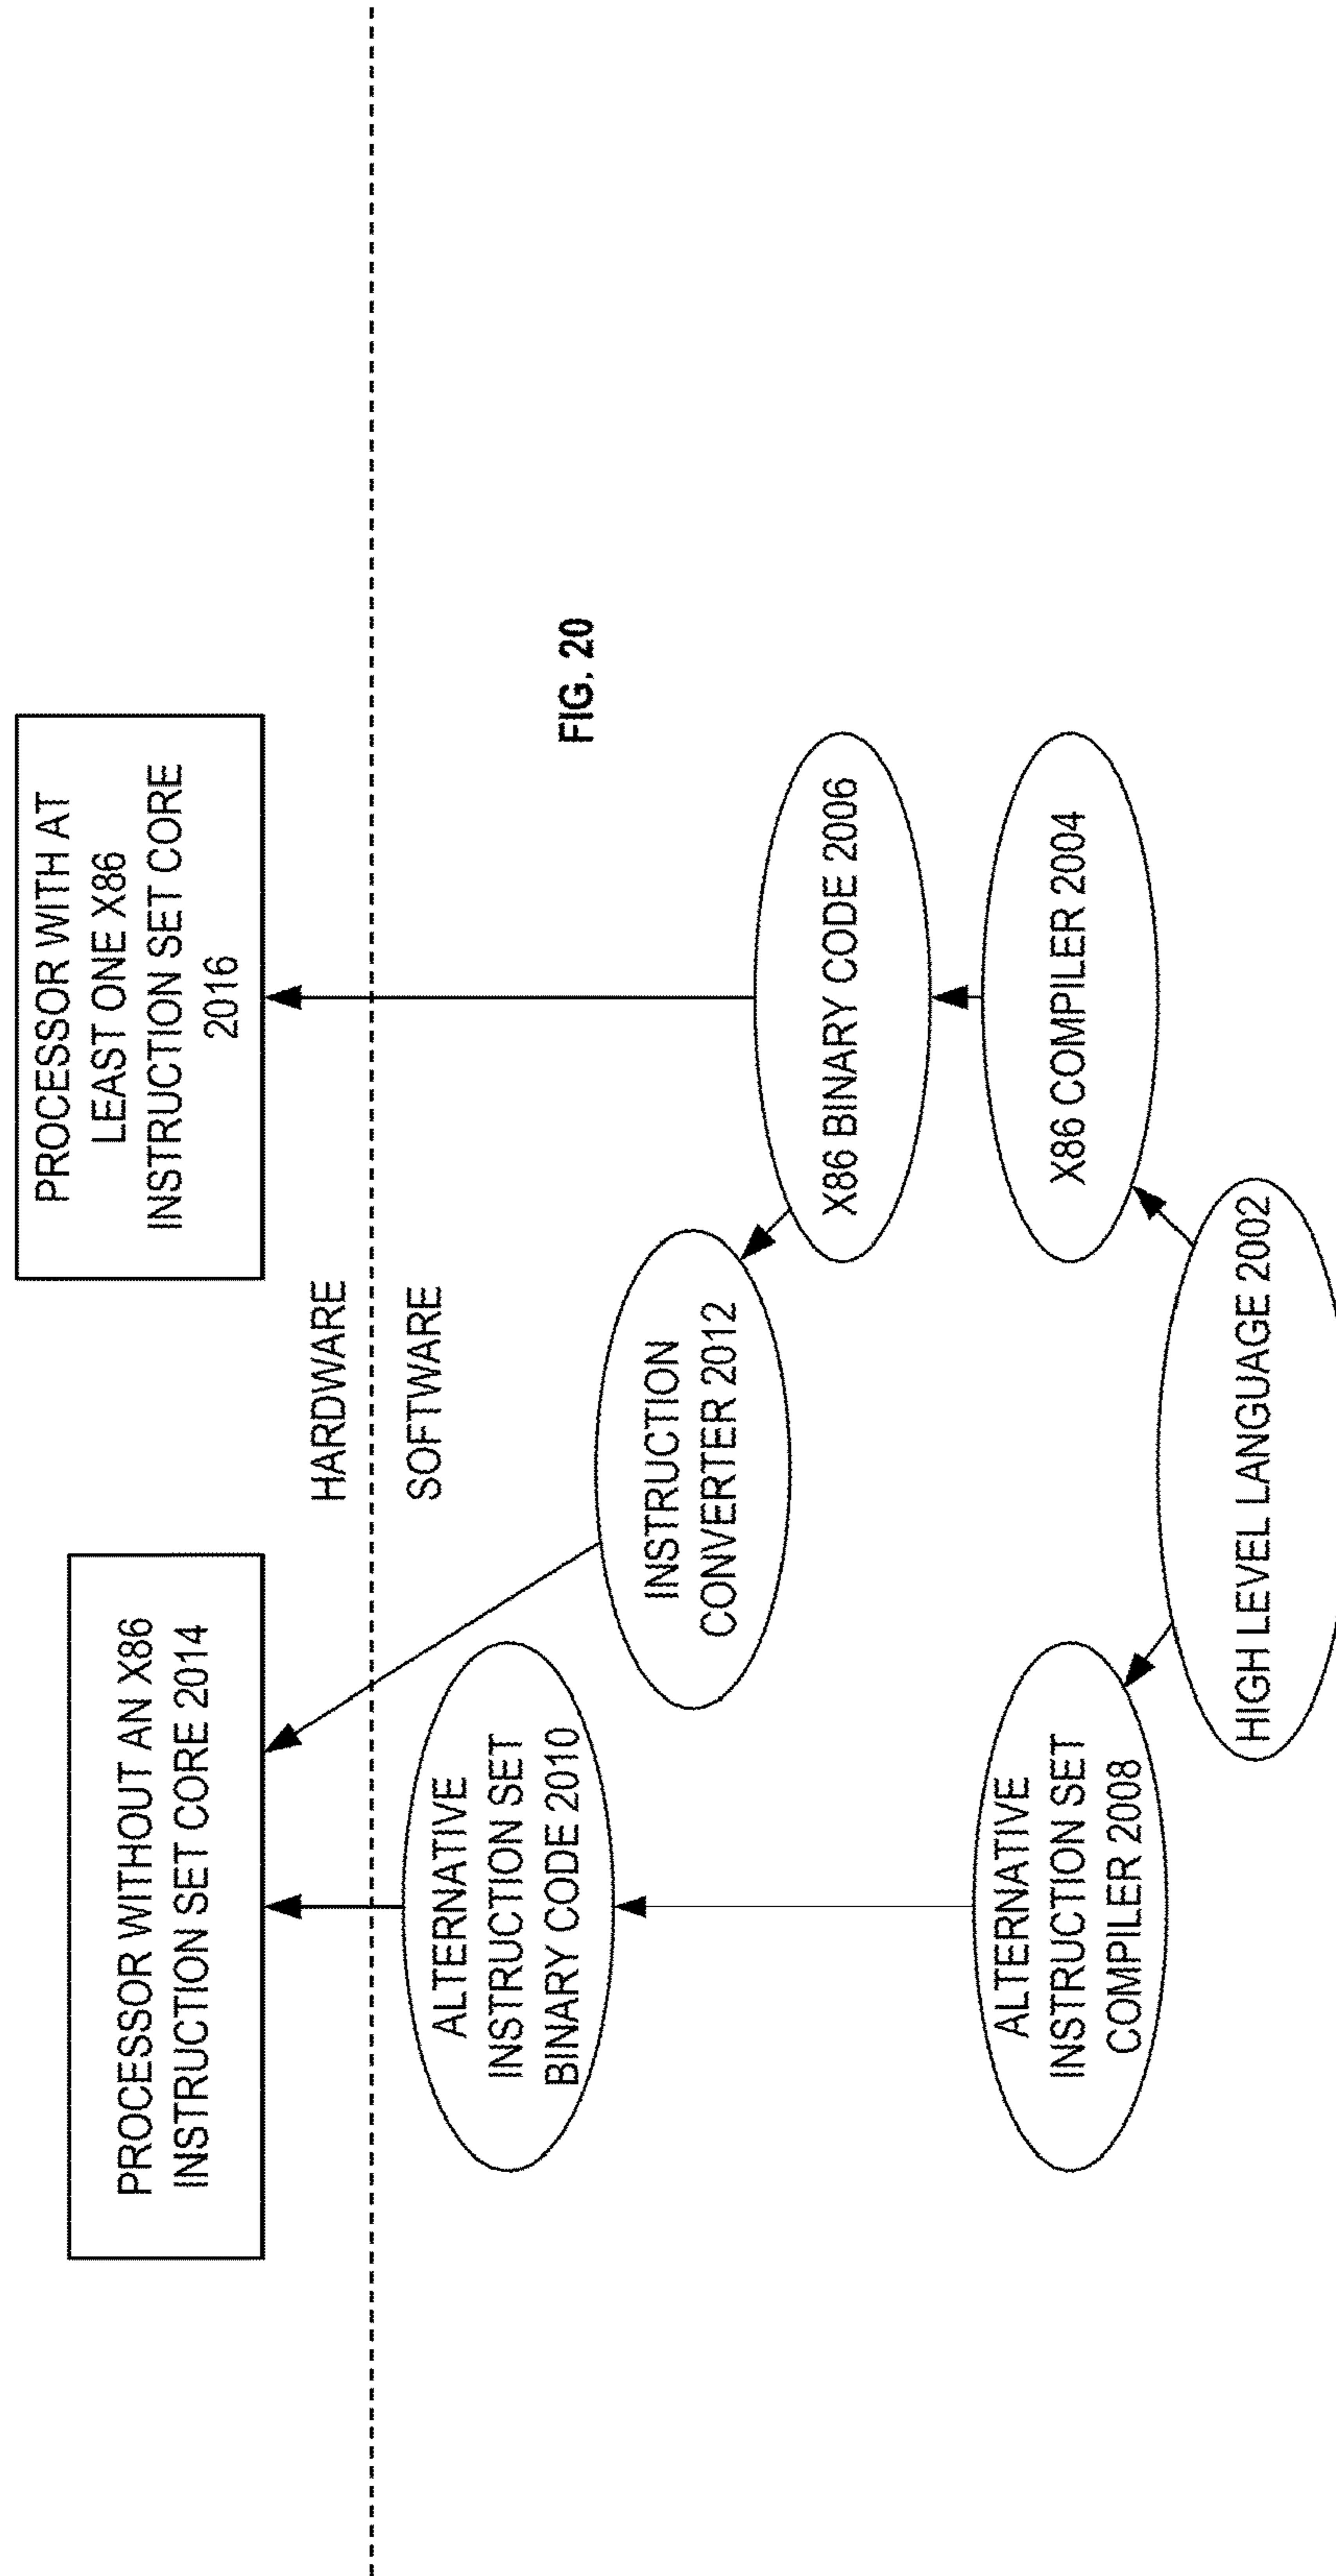 PROCESSOR WITHOUT AN X86
INSTRUCTION SET CORE 2014
PROCESSOR WITH AT
LEAST ONE X86
INSTRUCTION SET CORE
2016
HARDWARE
SOFTWARE
ALTERNATIVE
INSTRUCTION SET
BINARY CODE 2010
INSTRUCTION
CONVERTER 2012
FIG. 20
X86 BINARY CODE 2006
ALTERNATIVE
INSTRUCTION SET
COMPILER 2008
X86 COMPILER 2004
HIGH LEVEL LANGUAGE 2002